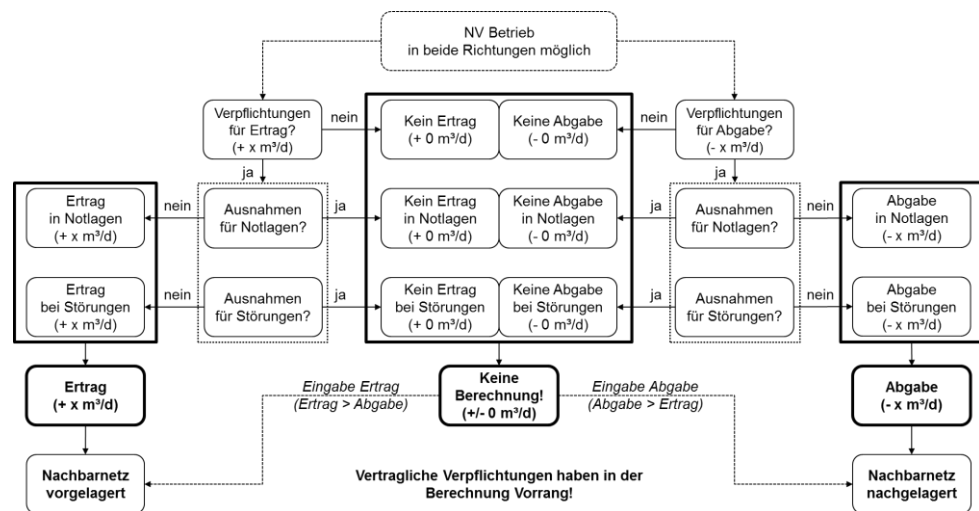 NV Betrieb
in beide Richtungen möglich
Verpflichtungen
für Ertrag?
(+ x m³/d)
nein
Kein Ertrag
(+ 0 m³/d)
Keine Abgabe
(- 0 m³/d)
nein
Verpflichtungen
für Abgabe?
(- x m³/d)
ja
ja
Ertrag
in Notlagen
(+ x m³/d)
nein
Ausnahmen
für Notlagen?
ja
Kein Ertrag
in Notlagen
(+ 0 m³/d)
Keine Abgabe
in Notlagen
(- 0 m³/d)
ja
Ausnahmen
für Notlagen?
nein
Abgabe
in Notlagen
(- x m³/d)
Ertrag
bei Störungen
(+ x m³/d)
nein
Ausnahmen
für Störungen?
ja
Kein Ertrag
bei Störungen
(+ 0 m³/d)
Keine Abgabe
bei Störungen
(- 0 m³/d)
ja
Ausnahmen
für Störungen?
nein
Abgabe
bei Störungen
(- x m³/d)
Ertrag
(+ x m³/d)
Eingabe Ertrag
(Ertrag > Abgabe)
Keine
Berechnung!
(+/- 0 m³/d)
Eingabe Abgabe
(Abgabe > Ertrag)
Abgabe
(- x m³/d)
Nachbarnetz
vorgelagert
Vertragliche Verpflichtungen haben in der
Berechnung Vorrang!
Nachbarnetz
nachgelagert